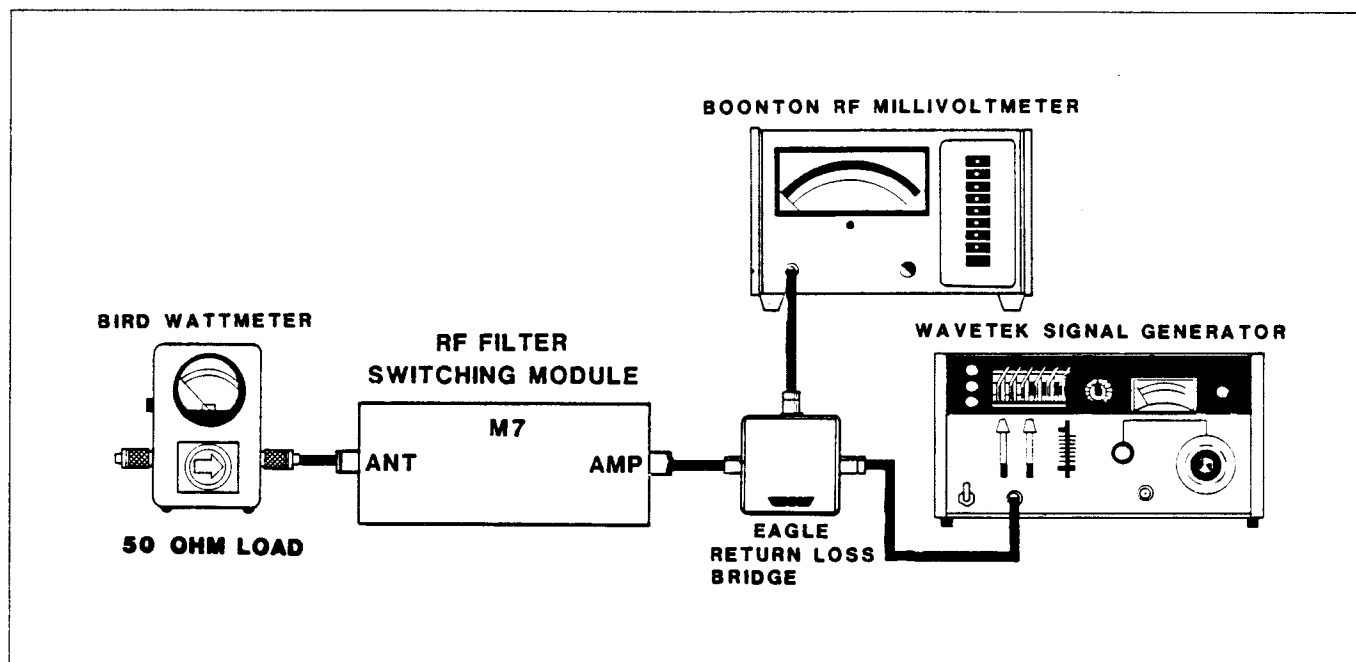 BOONTON RF MILLIVOLTMETER
BIRD WATTMETER
RF FILTER
SWITCHING MODULE
WAVETEK SIGNAL GENERATOR
M7
ANT
AMP
50 OHM LOAD
EAGLE
RETURN LOSS
BRIDGE